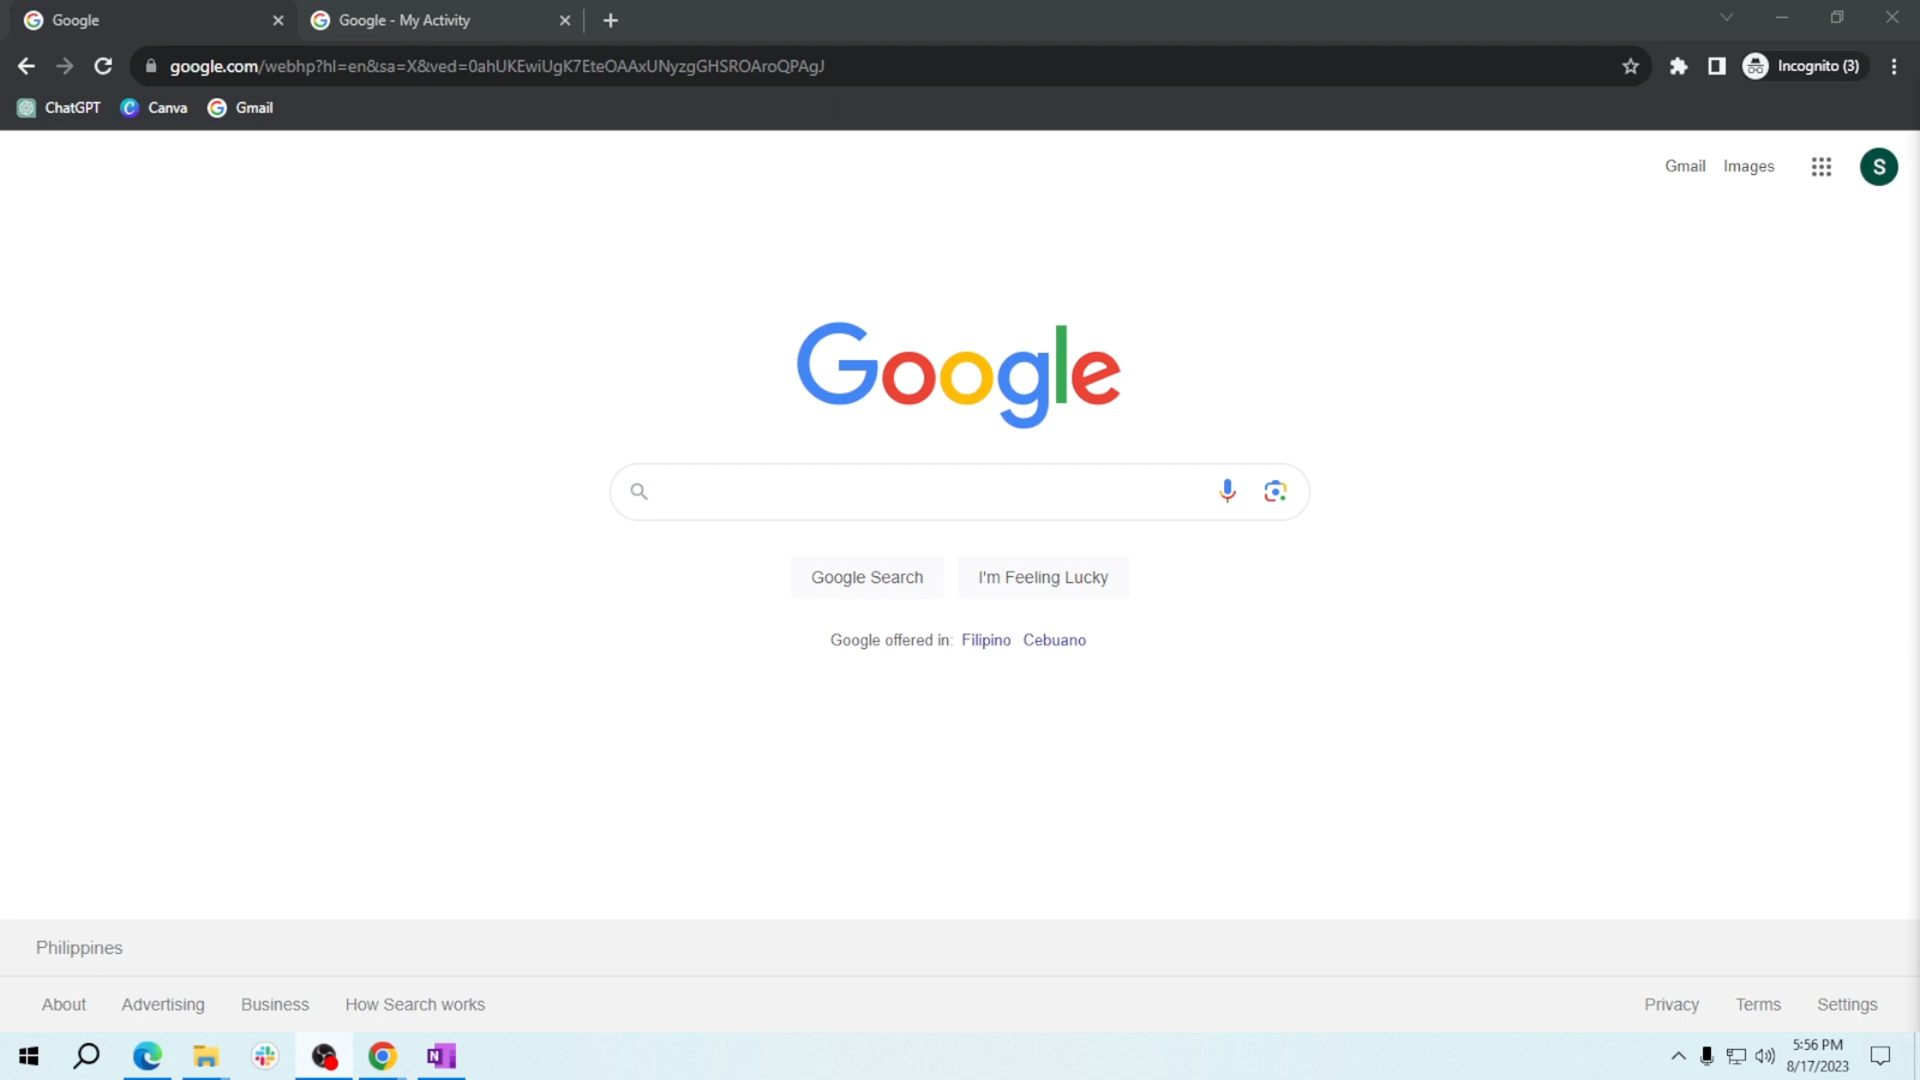 Google
Google - My Activity
google.com/webhp?hl=en&sa=X&ved=0ahUKEwiUgK7EteOAAxUNyzgGHSROAroQPAgJ
Incognito (3)
ChatGPT
Canva
Gmail
Gmail
Images
S
Google
Google Search
I'm Feeling Lucky
Google offered in: Filipino Cebuano
Philippines
About
Advertising
Business
How Search works
Privacy
Terms
Settings
5:56 PM
8/17/2023